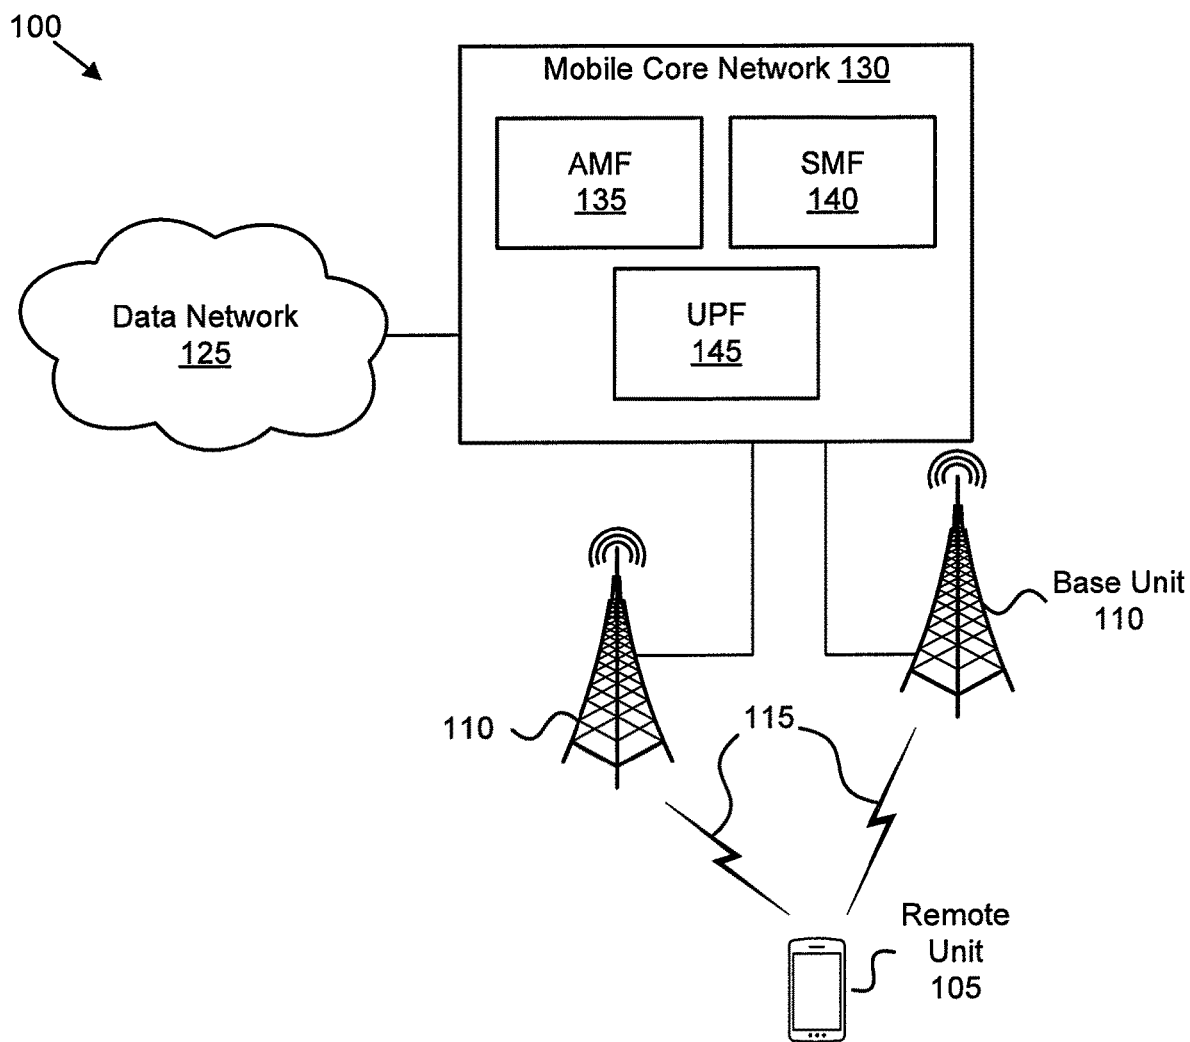 100
Mobile Core Network 130
AMF
135
SMF
140
UPF
145
Data Network
125
Base Unit
110
110
115
Remote
Unit
105